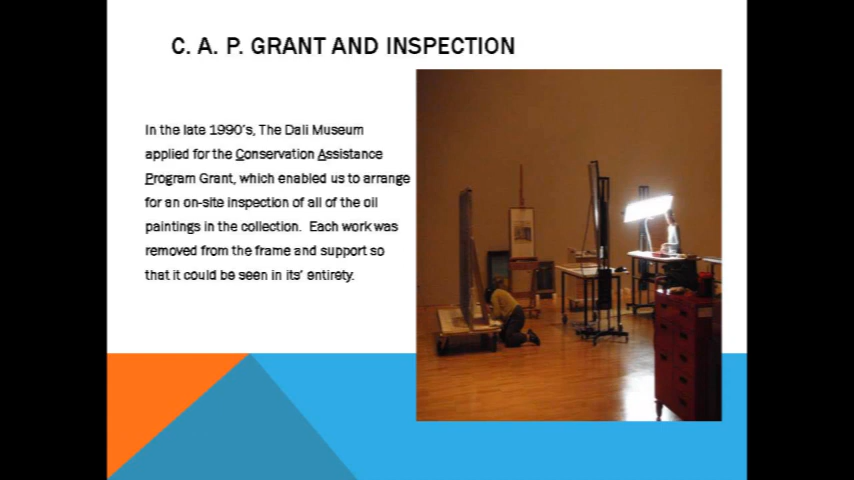 C. A. P. GRANT AND INSPECTION
In the late 1990's, The Dali Museum
applied for the Conservation Assistance
Program Grant, which enabled us to arrange
for an on-site inspection of all of the oil
paintings in the collection.  Each work was
removed from the frame and support so
that it could be seen in its' entirety.